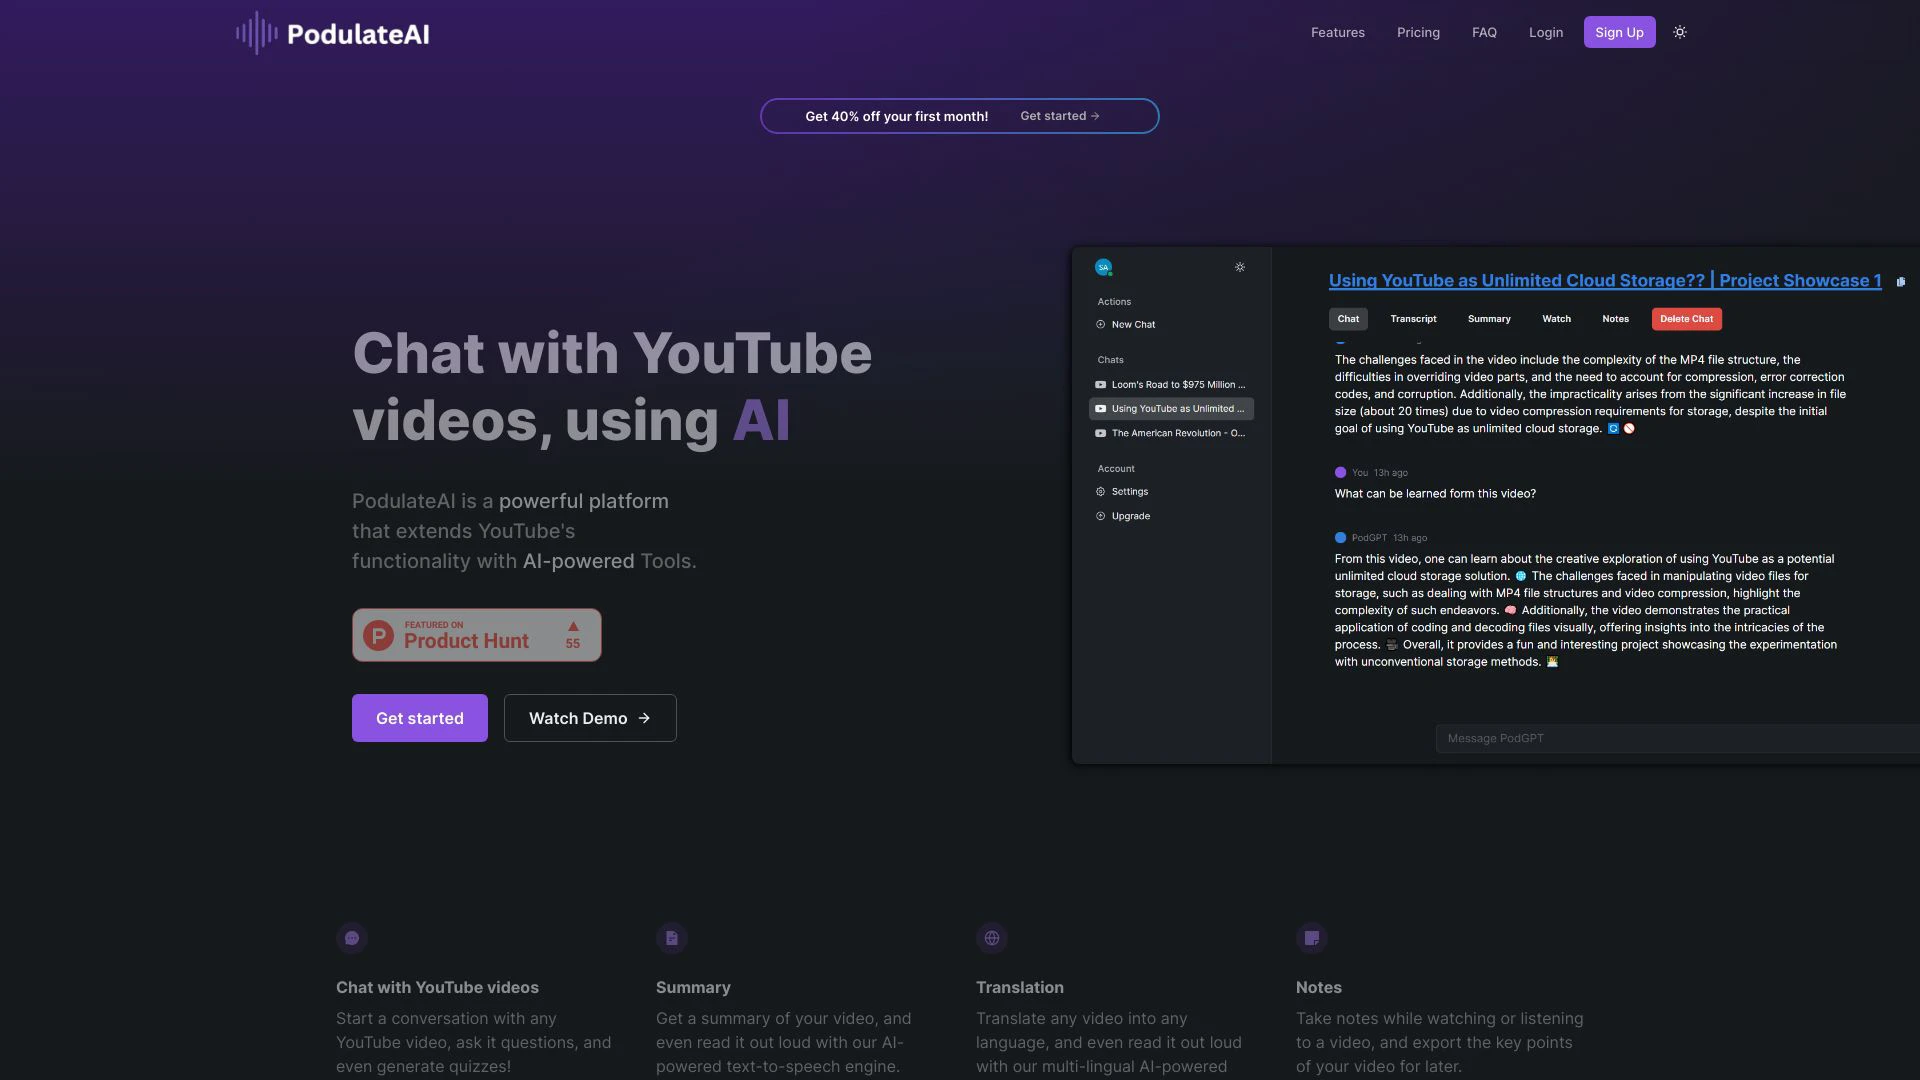 PodulateAI
Features
Pricing
FAQ
Login
Sign Up
Get 40% off your first month!
Get started →
Chat with YouTube
videos, using AI
PodulateAI is a powerful platform
that extends YouTube's
functionality with AI-powered Tools.
FEATURED ON
Product Hunt
55
Get started
Watch Demo →
SA
Actions
New Chat
Chats
Loom's Road to $975 Million ...
Using YouTube as Unlimited ...
The American Revolution - O...
Account
Settings
Upgrade
Using YouTube as Unlimited Cloud Storage?? | Project Showcase 1
Chat
Transcript
Summary
Watch
Notes
Delete Chat
The challenges faced in the video include the complexity of the MP4 file structure, the
difficulties in overriding video parts, and the need to account for compression, error correction
codes, and corruption. Additionally, the impracticality arises from the significant increase in file
size (about 20 times) due to video compression requirements for storage, despite the initial
goal of using YouTube as unlimited cloud storage. 🔄 🚫
You 13h ago
What can be learned form this video?
PodGPT 13h ago
From this video, one can learn about the creative exploration of using YouTube as a potential
unlimited cloud storage solution. 🌐 The challenges faced in manipulating video files for
storage, such as dealing with MP4 file structures and video compression, highlight the
complexity of such endeavors. 🧠 Additionally, the video demonstrates the practical
application of coding and decoding files visually, offering insights into the intricacies of the
process. 🎥 Overall, it provides a fun and interesting project showcasing the experimentation
with unconventional storage methods. 👨‍💻
Message PodGPT
Chat with YouTube videos
Start a conversation with any
YouTube video, ask it questions, and
even generate quizzes!
Summary
Get a summary of your video, and
even read it out loud with our AI-
powered text-to-speech engine.
Translation
Translate any video into any
language, and even read it out loud
with our multi-lingual AI-powered
Notes
Take notes while watching or listening
to a video, and export the key points
of your video for later.